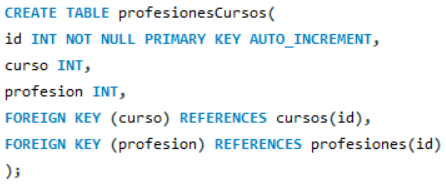 CREATE TABLE profesionesCursos(
id INT NOT NULL PRIMARY KEY AUTO_INCREMENT,
curso INT,
profesion INT,
FOREIGN KEY (curso) REFERENCES cursos(id),
FOREIGN KEY (profesion) REFERENCES profesiones(id)
);